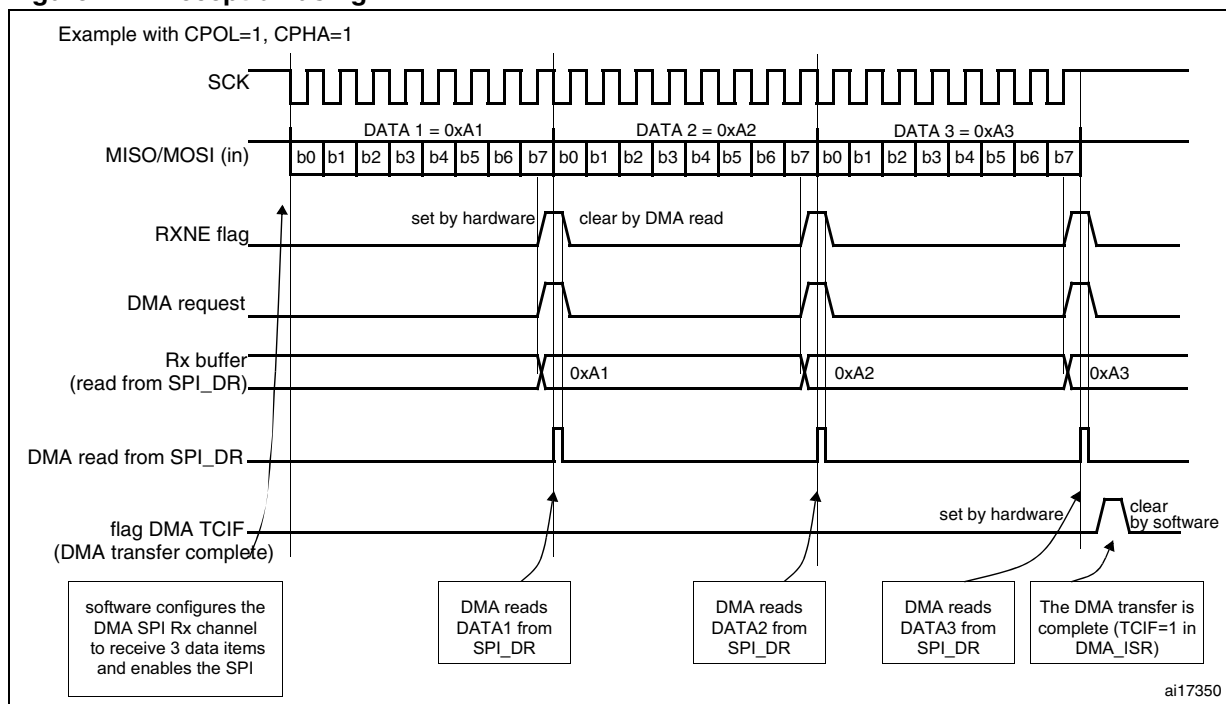 Example with CPOL=1, CPHA=1
SCK
DATA 1 = 0xA1 DATA 2 = 0xA2 DATA 3 = 0xA3
MISO/MOSI (in) b0 b1 b2 b3 b4 b5 b6 b7 b0 b1 b2 b3 b4 b5 b6 b7 b0 b1 b2 b3 b4 b5 b6 b7
set by hardware clear by DMA read
RXNE flag
DMA request
Rx buffer
(read from SPI_DR) 0xA1 0xA2 0xA3
DMA read from SPI_DR
flag DMA TCIF
(DMA transfer complete)
set by hardware
clear
by software
software configures the
DMA SPI Rx channel
to receive 3 data items
and enables the SPI
DMA reads
DATA1 from
SPI_DR
DMA reads
DATA2 from
SPI_DR
DMA reads
DATA3 from
SPI_DR
The DMA transfer is
complete (TCIF=1 in
DMA_ISR)
ai17350